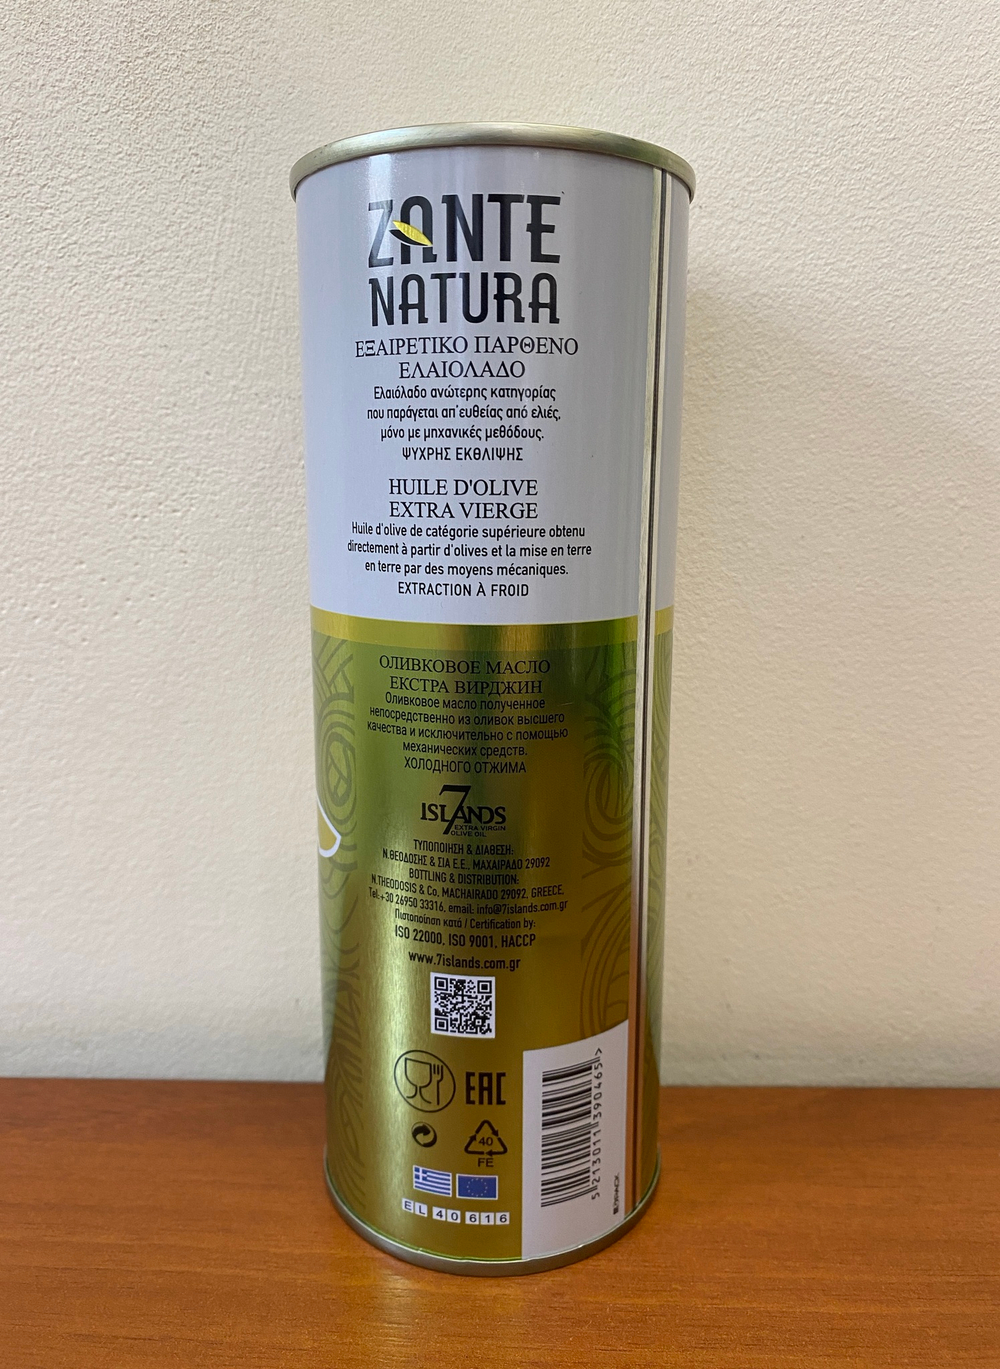 ZANTE
NATURA
ΕΞΑΙΡΕΤΙΚΟ ΠΑΡΘΕΝΟ
ΕΛΑΙΟΛΑΔΟ
Ελαιόλαδο ανώτερης κατηγορίας
που παράγεται απ'ευθείας από ελιές,
μόνο με μηχανικές μεθόδους.
ΨΥΧΡΗΣ ΕΚΘΛΙΨΗΣ
HUILE D'OLIVE
EXTRA VIERGE
Huile d'olive de catégorie supérieure obtenu
directement à partir d'olives et la mise en terre
en terre par des moyens mécaniques.
EXTRACTION À FROID
ОЛИВКОВОЕ МАСЛО
ЕКСТРА ВИРДЖИН
Оливковое масло полученное
непосредственно из оливок высшего
качества и исключительно с помощью
механических средств.
ХОЛОДНОГО ОТЖИМА
7
ISLANDS
EXTRA VIRGIN
OLIVE OIL
ΤΥΠΟΠΟΙΗΣΗ & ΔΙΑΘΕΣΗ:
Ν.ΘΕΟΔΟΣΗΣ & ΣΙΑ Ε.Ε., ΜΑΧΑΙΡΑΔΟ 29092
BOTTLING & DISTRIBUTION:
N.THEODOSIS & Co, MACHAIRADO 29092, GREECE,
Tel:+30 26950 33316, email: info@7islands.com.gr
Πιστοποίηση κατά / Certification by:
ISO 22000, ISO 9001, HACCP
www.7islands.com.gr
EAC
40
FE
EL 40 616
5 213011 390465 >